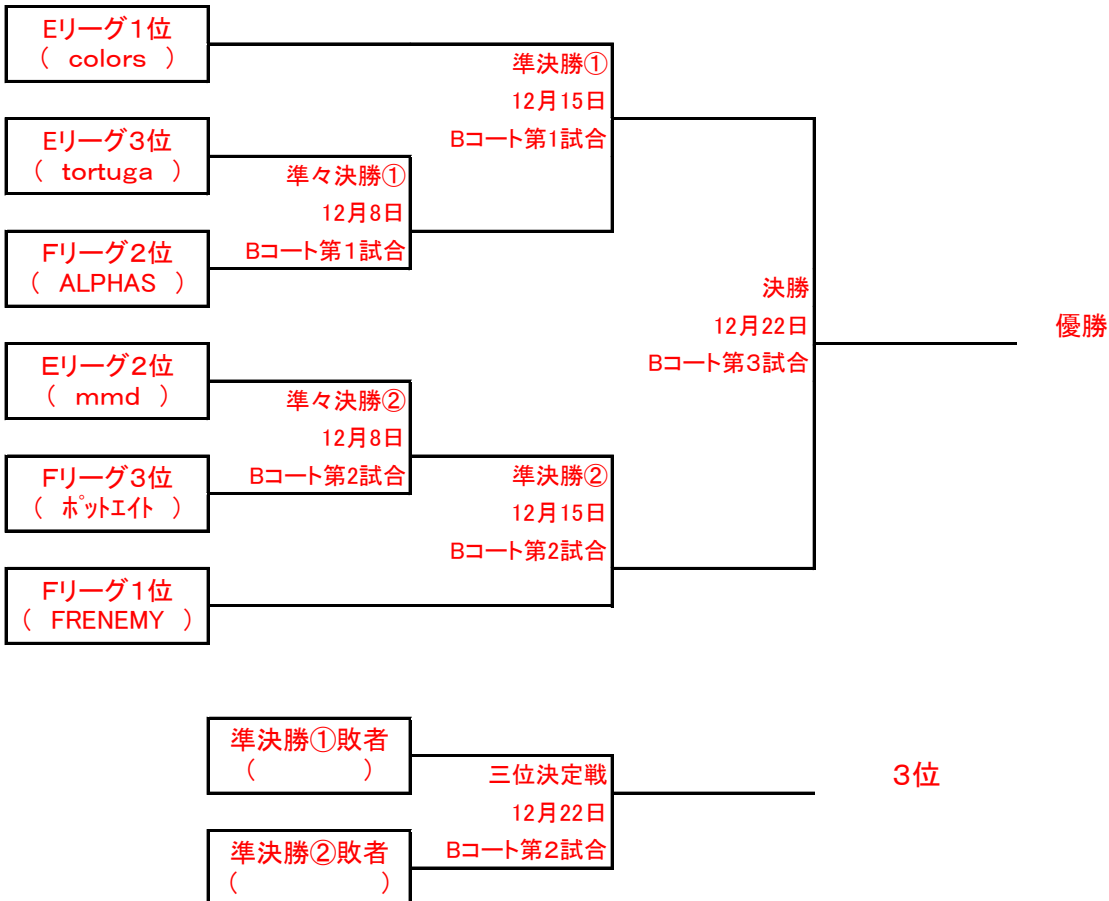 Eリーグ１位
（ colors ）
準決勝①
12月15日
Bコート第1試合
Eリーグ３位
（ tortuga ）
準々決勝①
12月8日
Bコート第１試合
Fリーグ２位
（ ALPHAS ）
決勝
12月22日
Bコート第３試合
優勝
Eリーグ２位
（ mmd ）
準々決勝②
12月8日
Bコート第2試合
Fリーグ３位
（ ﾎﾟｯﾄｴｲﾄ ）
準決勝②
12月15日
Bコート第2試合
Fリーグ１位
（ FRENEMY ）
準決勝①敗者
（ ）
三位決定戦
12月22日
Bコート第２試合
３位
準決勝②敗者
（ ）